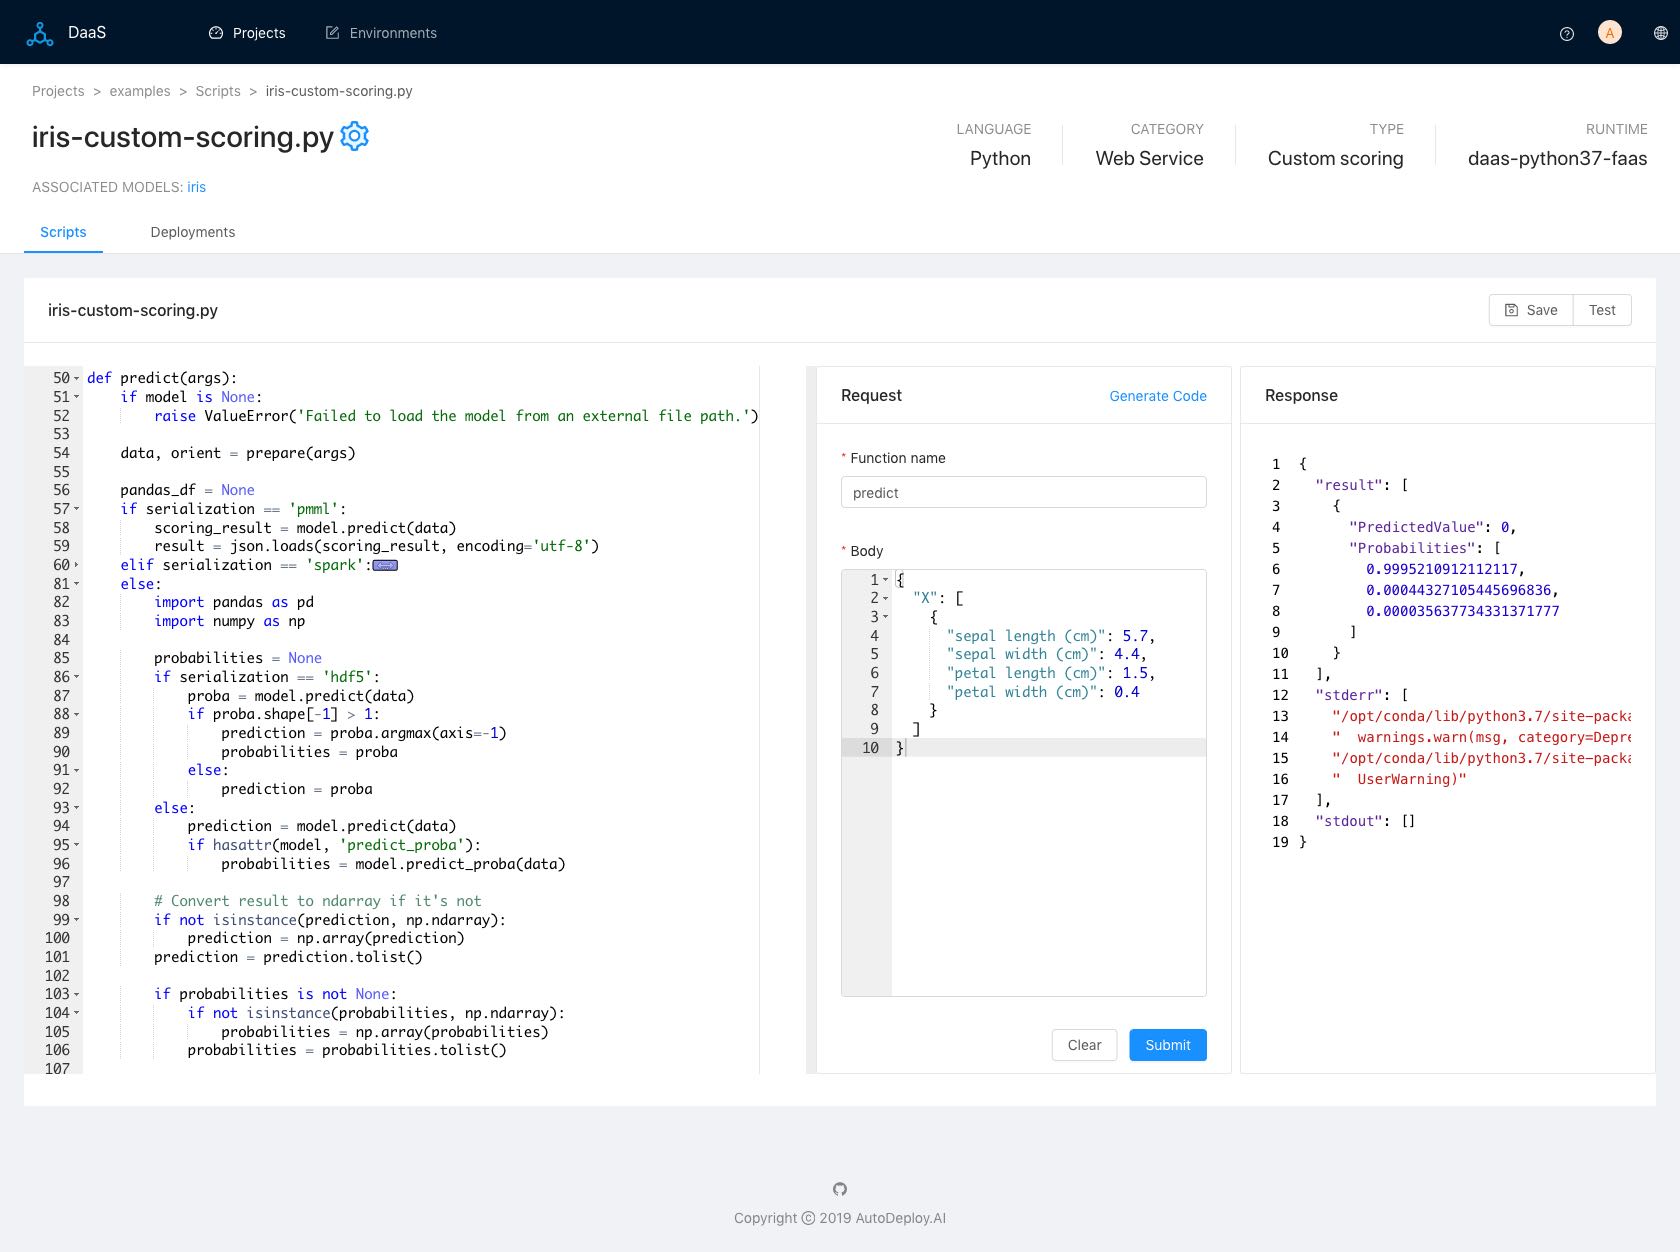 DaaS
Projects
Environments
A
Projects > examples > Scripts > iris-custom-scoring.py
iris-custom-scoring.py
ASSOCIATED MODELS: iris
LANGUAGE
Python
CATEGORY
Web Service
TYPE
Custom scoring
RUNTIME
daas-python37-faas
Scripts
Deployments
iris-custom-scoring.py
Save
Test
50 def predict(args):
51     if model is None:
52         raise ValueError('Failed to load the model from an external file path.')
53
54     data, orient = prepare(args)
55
56     pandas_df = None
57     if serialization == 'pmml':
58         scoring_result = model.predict(data)
59         result = json.loads(scoring_result, encoding='utf-8')
60     elif serialization == 'spark':
81     else:
82         import pandas as pd
83         import numpy as np
84
85         probabilities = None
86         if serialization == 'hdf5':
87             proba = model.predict(data)
88             if proba.shape[-1] > 1:
89                 prediction = proba.argmax(axis=-1)
90                 probabilities = proba
91             else:
92                 prediction = proba
93         else:
94             prediction = model.predict(data)
95             if hasattr(model, 'predict_proba'):
96                 probabilities = model.predict_proba(data)
97
98         # Convert result to ndarray if it's not
99         if not isinstance(prediction, np.ndarray):
100             prediction = np.array(prediction)
101         prediction = prediction.tolist()
102
103         if probabilities is not None:
104             if not isinstance(probabilities, np.ndarray):
105                 probabilities = np.array(probabilities)
106             probabilities = probabilities.tolist()
107
Request
Generate Code
* Function name
predict
* Body
1 {
2   "X": [
3     {
4       "sepal length (cm)": 5.7,
5       "sepal width (cm)": 4.4,
6       "petal length (cm)": 1.5,
7       "petal width (cm)": 0.4
8     }
9   ]
10 }
Clear
Submit
Response
1 {
2   "result": [
3     {
4       "PredictedValue": 0,
5       "Probabilities": [
6         0.9995210912112117,
7         0.00044327105445696836,
8         0.000035637734331371777
9       ]
10     }
11   ],
12   "stderr": [
13     "/opt/conda/lib/python3.7/site-packa
14     "  warnings.warn(msg, category=Depre
15     "/opt/conda/lib/python3.7/site-packa
16     "  UserWarning)"
17   ],
18   "stdout": []
19 }
Copyright © 2019 AutoDeploy.AI